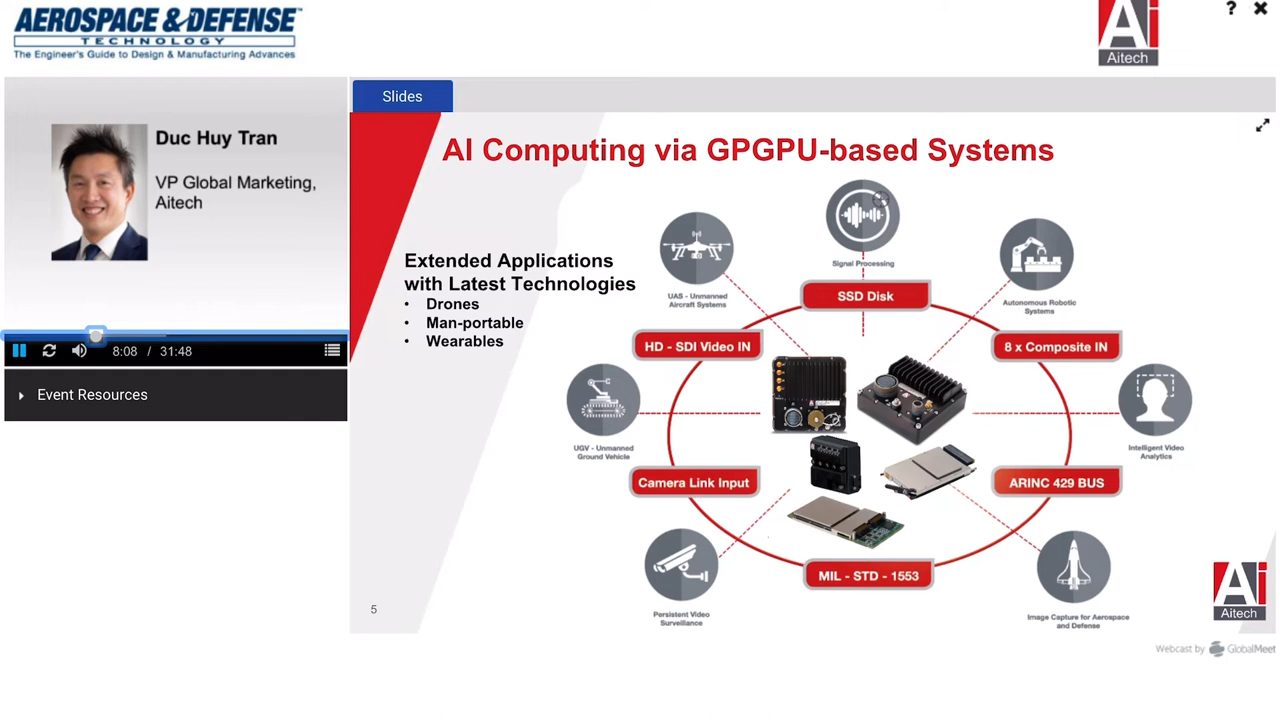 AEROSPACE & DEFENSE™
TECHNOLOGY
The Engineer's Guide to Design & Manufacturing Advances
Ai
Aitech
? ✖
Slides
Duc Huy Tran
VP Global Marketing,
Aitech
8:08 / 31:48
Event Resources
AI Computing via GPGPU-based Systems
Extended Applications
with Latest Technologies
• Drones
• Man-portable
• Wearables
Signal Processing
UAS - Unmanned
Aircraft Systems
Autonomous Robotic
Systems
SSD Disk
HD - SDI Video IN
8 x Composite IN
UGV - Unmanned
Ground Vehicle
Intelligent Video
Analytics
Camera Link Input
ARINC 429 BUS
MIL - STD - 1553
Persistent Video
Surveillance
Image Capture for Aerospace
and Defense
5
Ai
Aitech
Webcast by GlobalMeet